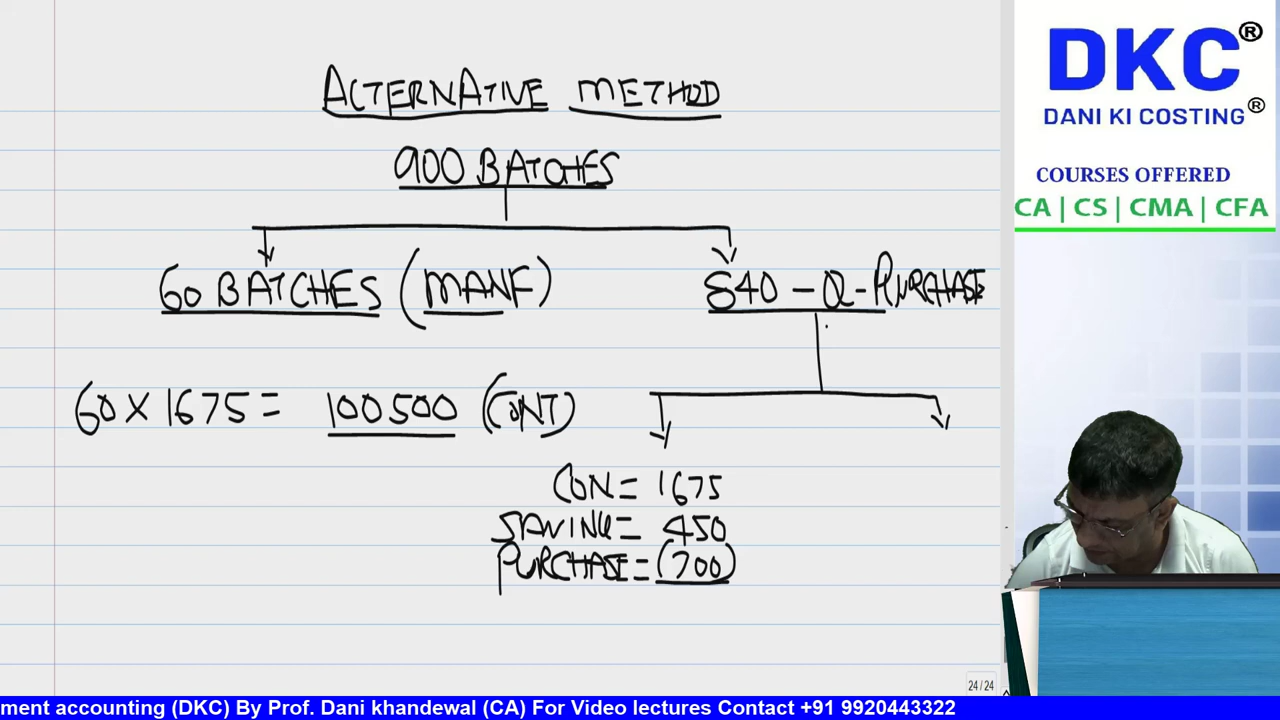 ALTERNATIVE METHOD
900 BATCHES
60 BATCHES (MANF)
840 - Q - PURCHASE
60 X 1675 = 100500 (CONT)
CON = 1675
SAVING = 450
PURCHASE = (700)
24/24
DKC®
DANI KI COSTING®
COURSES OFFERED
CA | CS | CMA | CFA
ment accounting (DKC) By Prof. Dani khandewal (CA) For Video lectures Contact +91 9920443322